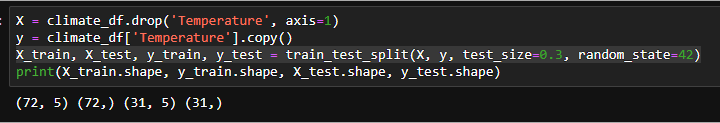 X = climate_df.drop('Temperature', axis=1)
y = climate_df['Temperature'].copy()
X_train, X_test, y_train, y_test = train_test_split(X, y, test_size=0.3, random_state=42)
print(X_train.shape, y_train.shape, X_test.shape, y_test.shape)
(72, 5) (72,) (31, 5) (31,)